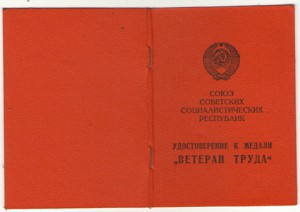 СОЮЗ
СОВЕТСКИХ
СОЦИАЛИСТИЧЕСКИХ
РЕСПУБЛИК
УДОСТОВЕРЕНИЕ К МЕДАЛИ
„ВЕТЕРАН ТРУДА“